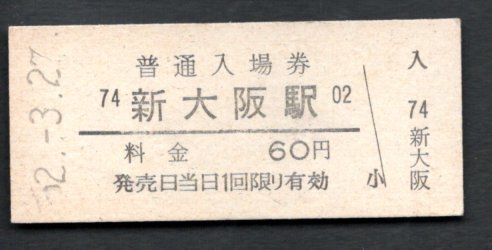 普通入場券
74 新大阪駅 02
料金 60円
発売日当日1回限り有効
小
入
74
新大阪
2.-3.27